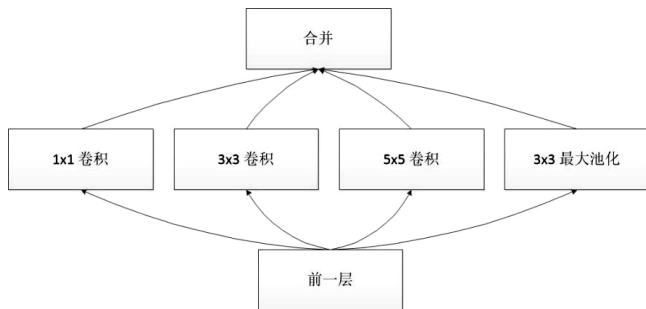 合并
1x1 卷积
3x3 卷积
5x5 卷积
3x3 最大池化
前一层